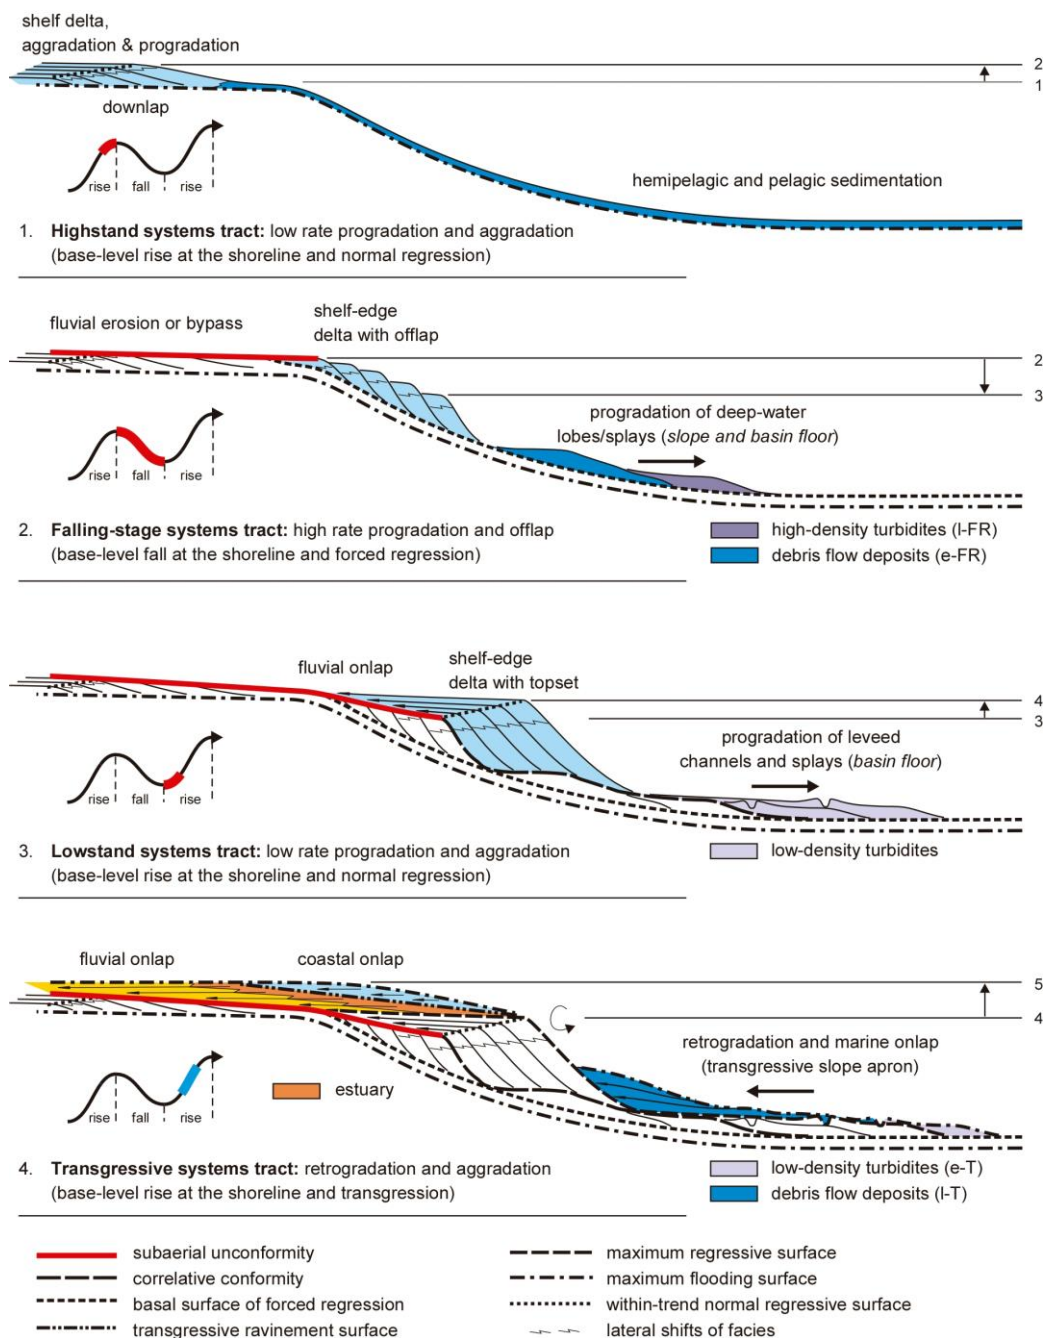 shelf delta,
aggradation & progradation
2
1
downlap
rise
fall
rise
hemipelagic and pelagic sedimentation
1. Highstand systems tract: low rate progradation and aggradation
(base-level rise at the shoreline and normal regression)
fluvial erosion or bypass
shelf-edge
delta with offlap
2
3
progradation of deep-water
lobes/splays (slope and basin floor)
rise
fall
rise
2. Falling-stage systems tract: high rate progradation and offlap
(base-level fall at the shoreline and forced regression)
high-density turbidites (l-FR)
debris flow deposits (e-FR)
fluvial onlap
shelf-edge
delta with topset
4
3
progradation of leveed
channels and splays (basin floor)
rise
fall
rise
3. Lowstand systems tract: low rate progradation and aggradation
(base-level rise at the shoreline and normal regression)
low-density turbidites
fluvial onlap
coastal onlap
5
4
retrogradation and marine onlap
(transgressive slope apron)
rise
fall
rise
estuary
4. Transgressive systems tract: retrogradation and aggradation
(base-level rise at the shoreline and transgression)
low-density turbidites (e-T)
debris flow deposits (l-T)
subaerial unconformity
correlative conformity
basal surface of forced regression
transgressive ravinement surface
maximum regressive surface
maximum flooding surface
within-trend normal regressive surface
lateral shifts of facies